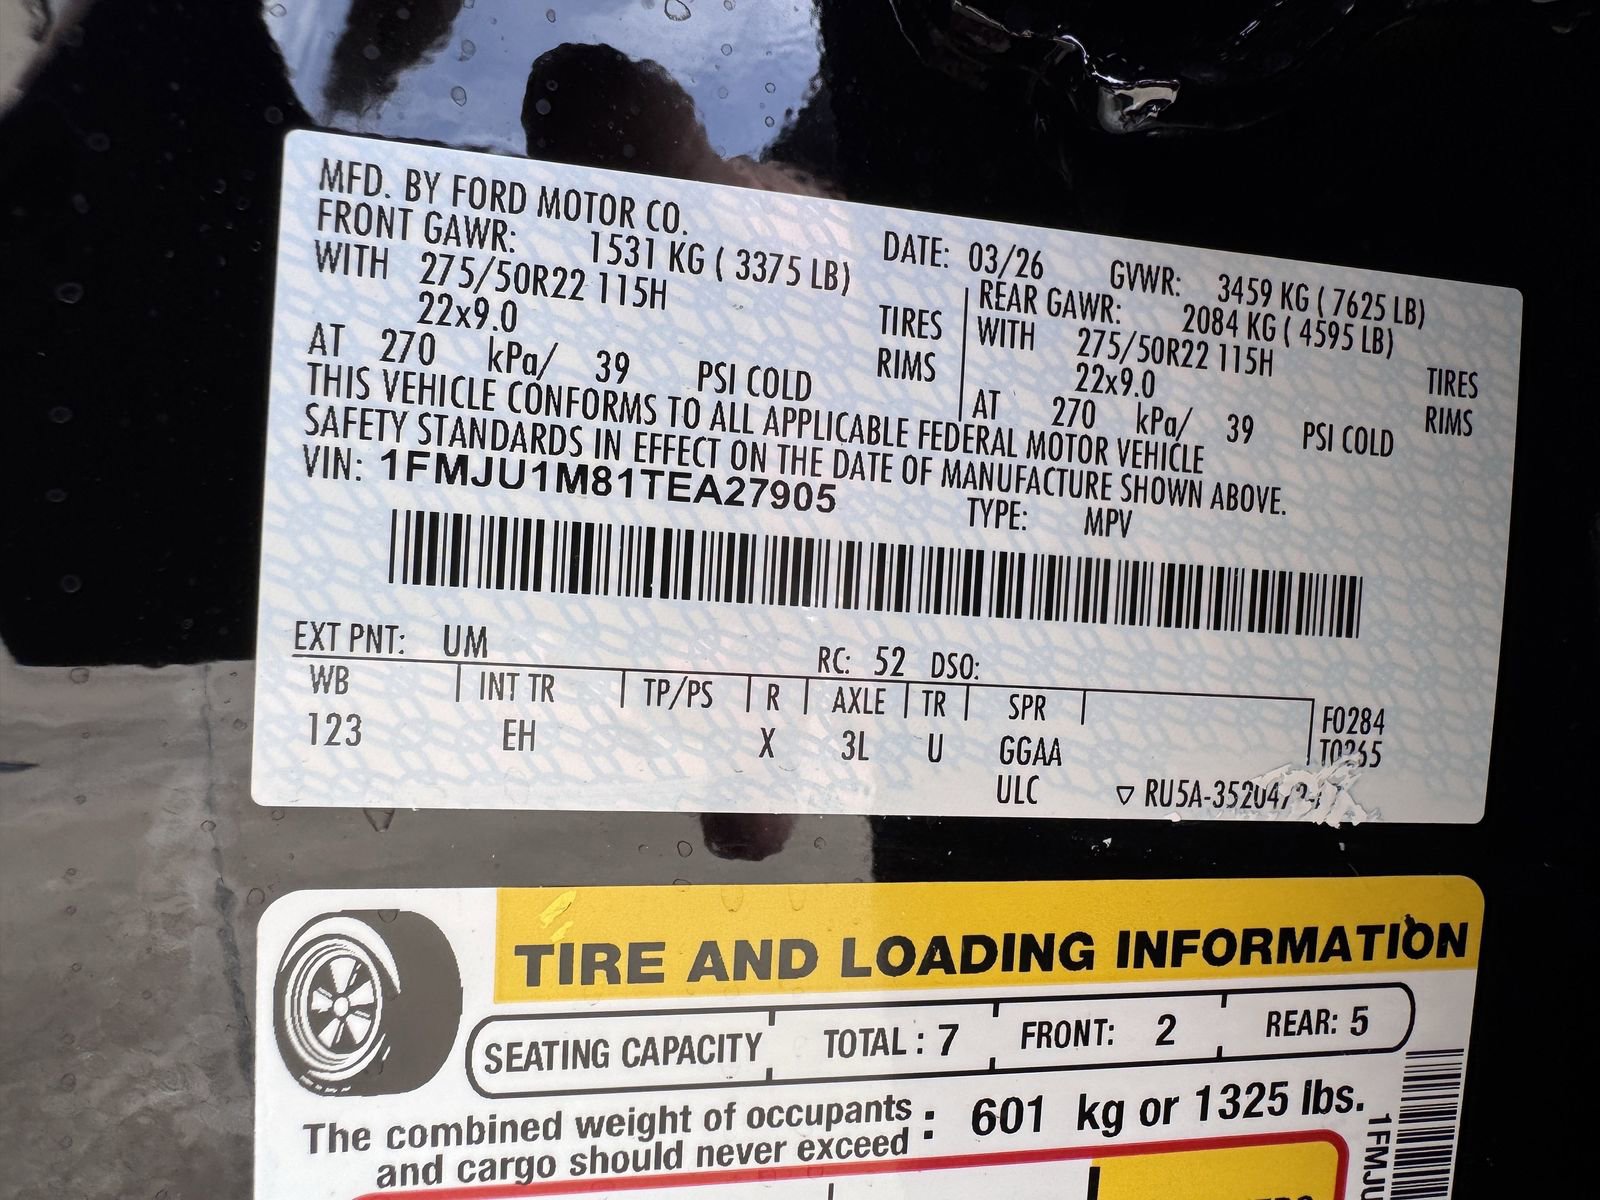 MFD. BY FORD MOTOR CO.
DATE: 03/26 GVWR: 3459 KG ( 7625 LB)
FRONT GAWR: 1531 KG ( 3375 LB)
WITH 275/50R22 115H TIRES
22x9.0 RIMS
AT 270 kPa/ 39 PSI COLD
REAR GAWR: 2084 KG ( 4595 LB)
WITH 275/50R22 115H TIRES
22x9.0 RIMS
AT 270 kPa/ 39 PSI COLD
THIS VEHICLE CONFORMS TO ALL APPLICABLE FEDERAL MOTOR VEHICLE
SAFETY STANDARDS IN EFFECT ON THE DATE OF MANUFACTURE SHOWN ABOVE.
VIN: 1FMJU1M81TEA27905
TYPE: MPV
EXT PNT: UM RC: 52 DSO:
WB INT TR TP/PS R AXLE TR SPR
123 EH X 3L U GGAA
ULC
F0284
T0265
TIRE AND LOADING INFORMATION
SEATING CAPACITY TOTAL : 7 FRONT: 2 REAR: 5
The combined weight of occupants
and cargo should never exceed : 601 kg or 1325 lbs.
1FMJU